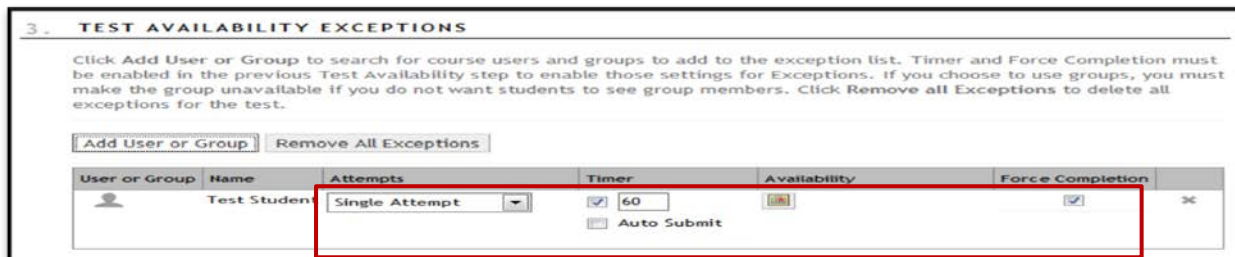 3. TEST AVAILABILITY EXCEPTIONS
Click Add User or Group to search for course users and groups to add to the exception list. Timer and Force Completion must
be enabled in the previous Test Availability step to enable those settings for Exceptions. If you choose to use groups, you must
make the group unavailable if you do not want students to see group members. Click Remove all Exceptions to delete all
exceptions for the test.
Add User or Group Remove All Exceptions
User or Group Name Attempts Timer Availability Force Completion
Test Student Single Attempt 60
Auto Submit